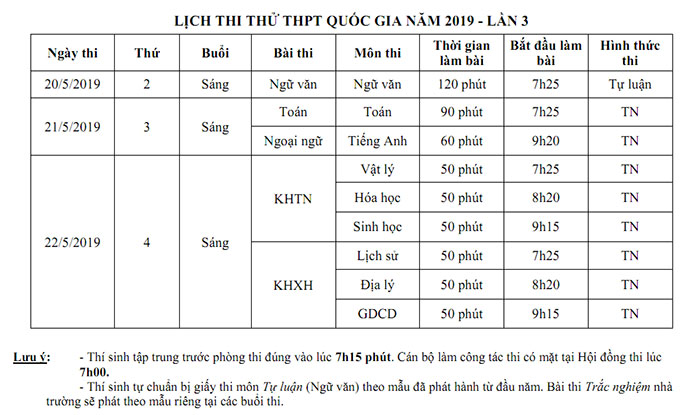 LỊCH THI THỬ THPT QUỐC GIA NĂM 2019 - LẦN 3
Ngày thi Thứ Buổi Bài thi Môn thi Thời gian làm bài Bắt đầu làm bài Hình thức thi
20/5/2019 2 Sáng Ngữ văn Ngữ văn 120 phút 7h25 Tự luận
21/5/2019 3 Sáng Toán Toán 90 phút 7h25 TN
Ngoại ngữ Tiếng Anh 60 phút 9h20 TN
22/5/2019 4 Sáng KHTN Vật lý 50 phút 7h25 TN
Hóa học 50 phút 8h20 TN
Sinh học 50 phút 9h15 TN
KHXH Lịch sử 50 phút 7h25 TN
Địa lý 50 phút 8h20 TN
GDCD 50 phút 9h15 TN
Lưu ý: - Thí sinh tập trung trước phòng thi đúng vào lúc 7h15 phút. Cán bộ làm công tác thi có mặt tại Hội đồng thi lúc
7h00.
- Thí sinh tự chuẩn bị giấy thi môn Tự luận (Ngữ văn) theo mẫu đã phát hành từ đầu năm. Bài thi Trắc nghiệm nhà
trường sẽ phát theo mẫu riêng tại các buổi thi.